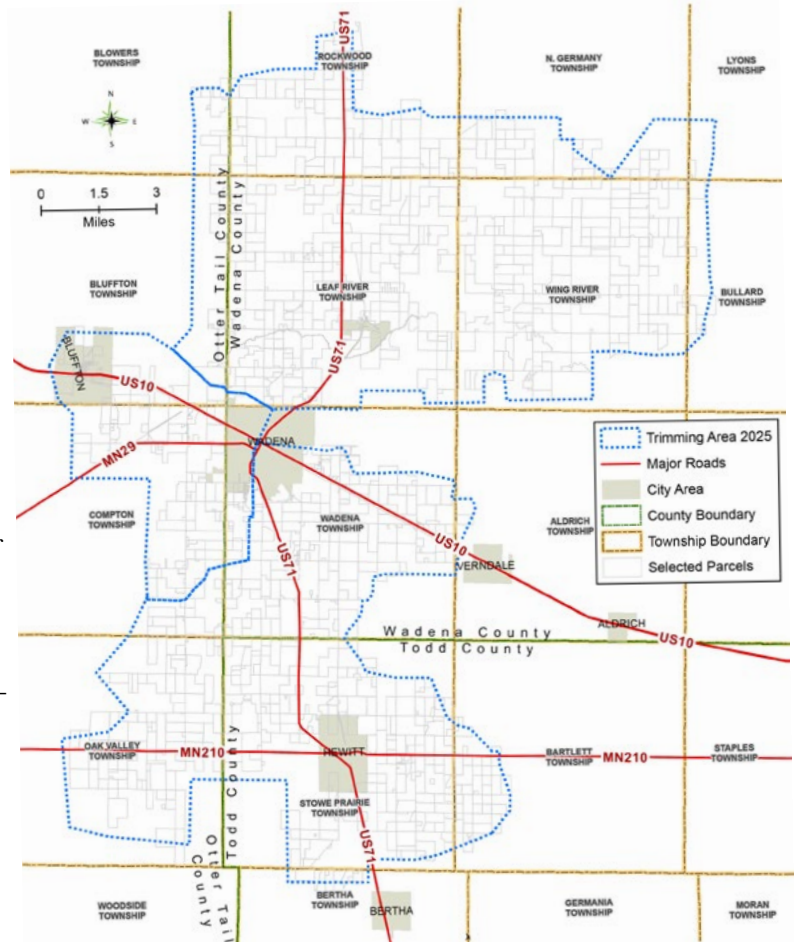 US71
BLOWERS
TOWNSHIP
ROCKWOOD
TOWNSHIP
N. GERMANY
TOWNSHIP
LYONS
TOWNSHIP
N
W
E
S
0
1.5
3
Miles
Otter Tail County
Wadena County
BLUFFTON
TOWNSHIP
LEAF RIVER
TOWNSHIP
WING RIVER
TOWNSHIP
BULLARD
TOWNSHIP
BLUFFTON
US10
US71
MN29
WADENA
Trimming Area 2025
Major Roads
City Area
County Boundary
Township Boundary
Selected Parcels
COMPTON
TOWNSHIP
WADENA
TOWNSHIP
ALDRICH
TOWNSHIP
US71
US10
VERNDALE
ALDRICH
US10
Wadena County
Todd County
OAK VALLEY
TOWNSHIP
MN210
HEWITT
BARTLETT
TOWNSHIP
MN210
STAPLES
TOWNSHIP
Otter Tail
County
Todd County
STOWE PRAIRIE
TOWNSHIP
US71
WOODSIDE
TOWNSHIP
BERTHA
TOWNSHIP
BERTHA
GERMANIA
TOWNSHIP
MORAN
TOWNSHIP